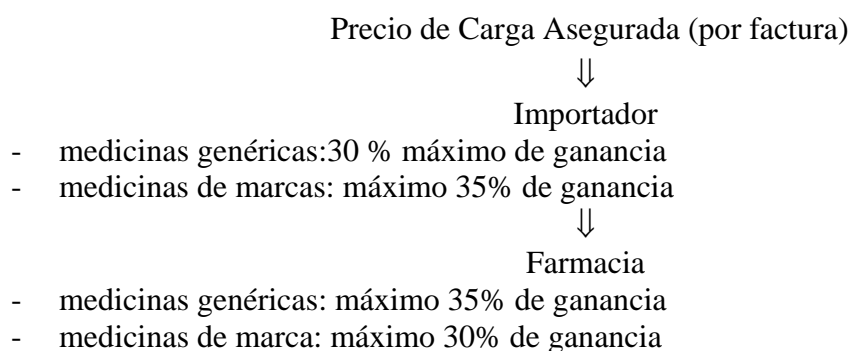 Precio de Carga Asegurada (por factura)
⇓
Importador
- medicinas genéricas:30 % máximo de ganancia
- medicinas de marcas: máximo 35% de ganancia
⇓
Farmacia
- medicinas genéricas: máximo 35% de ganancia
- medicinas de marca: máximo 30% de ganancia